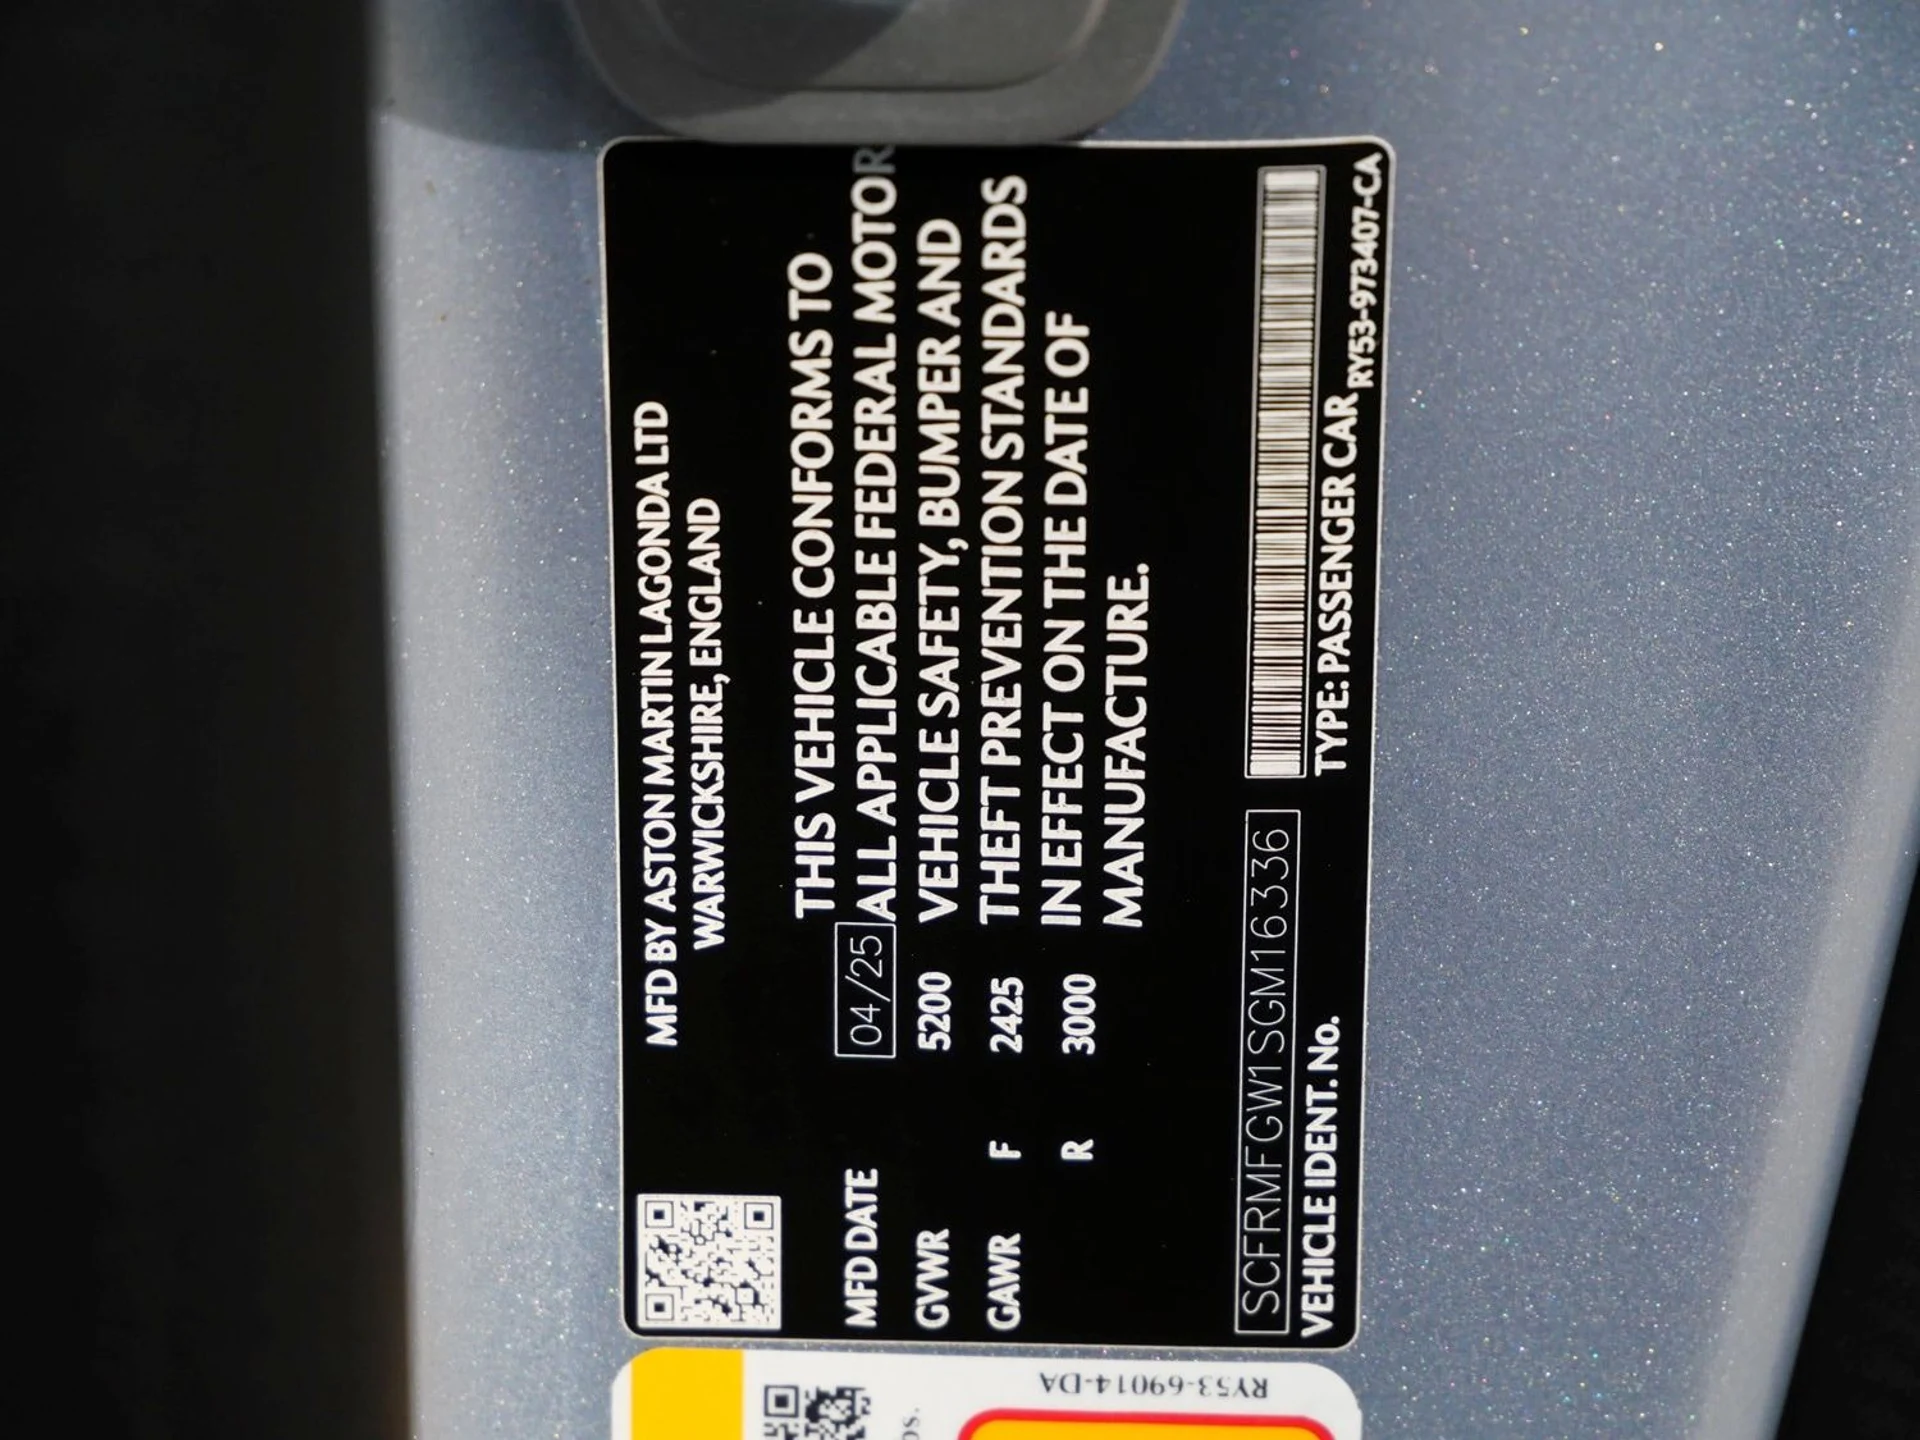 MFD BY ASTON MARTIN LAGONDA LTD
WARWICKSHIRE, ENGLAND
MFD DATE 04/25
GVWR 5200
GAWR F 2425
R 3000
THIS VEHICLE CONFORMS TO
ALL APPLICABLE FEDERAL MOTOR
VEHICLE SAFETY, BUMPER AND
THEFT PREVENTION STANDARDS
IN EFFECT ON THE DATE OF
MANUFACTURE.
SCFRMFGW1SGM16336
VEHICLE IDENT. No.
TYPE: PASSENGER CAR
RY53-973407-CA
RY53-69014-DA